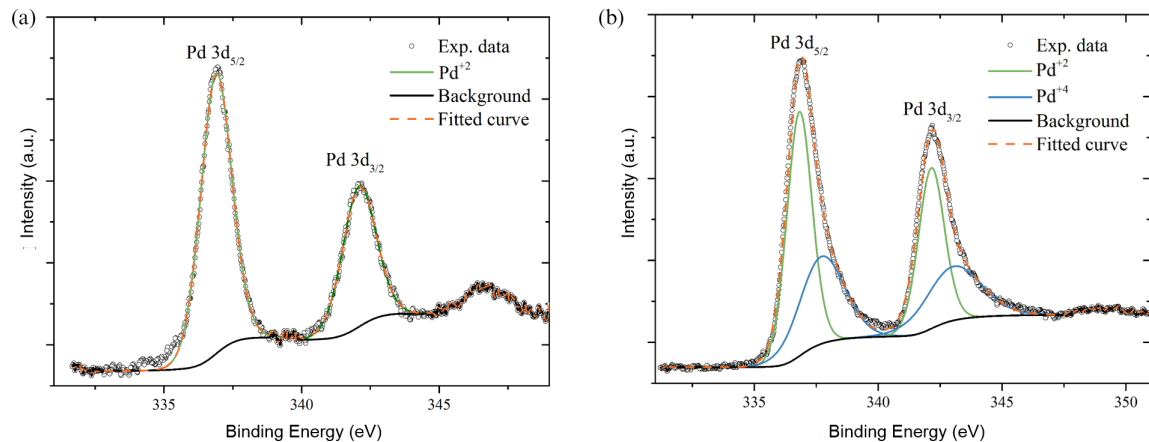 (a)
Pd 3d5/2
Pd 3d3/2
Exp. data
Pd+2
Background
Fitted curve
Intensity (a.u.)
335
340
345
Binding Energy (eV)
(b)
Pd 3d5/2
Pd 3d3/2
Exp. data
Pd+2
Pd+4
Background
Fitted curve
Intensity (a.u.)
335
340
345
350
Binding Energy (eV)